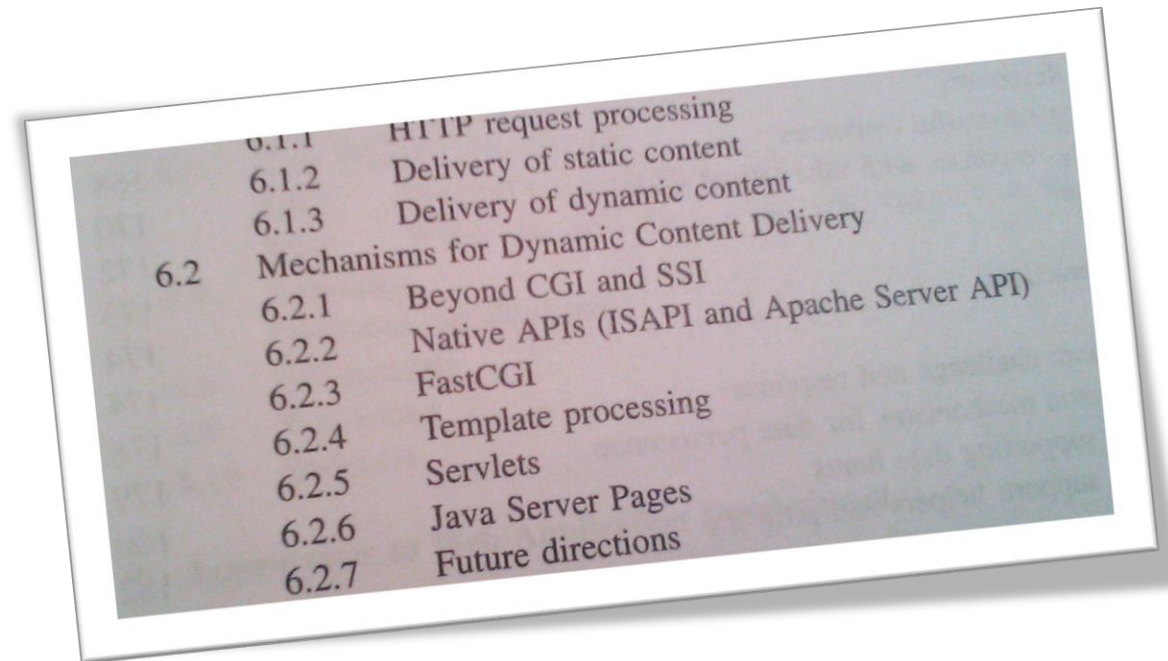 6.1.1 HTTP request processing
6.1.2 Delivery of static content
6.1.3 Delivery of dynamic content
6.2 Mechanisms for Dynamic Content Delivery
6.2.1 Beyond CGI and SSI
6.2.2 Native APIs (ISAPI and Apache Server API)
6.2.3 FastCGI
6.2.4 Template processing
6.2.5 Servlets
6.2.6 Java Server Pages
6.2.7 Future directions